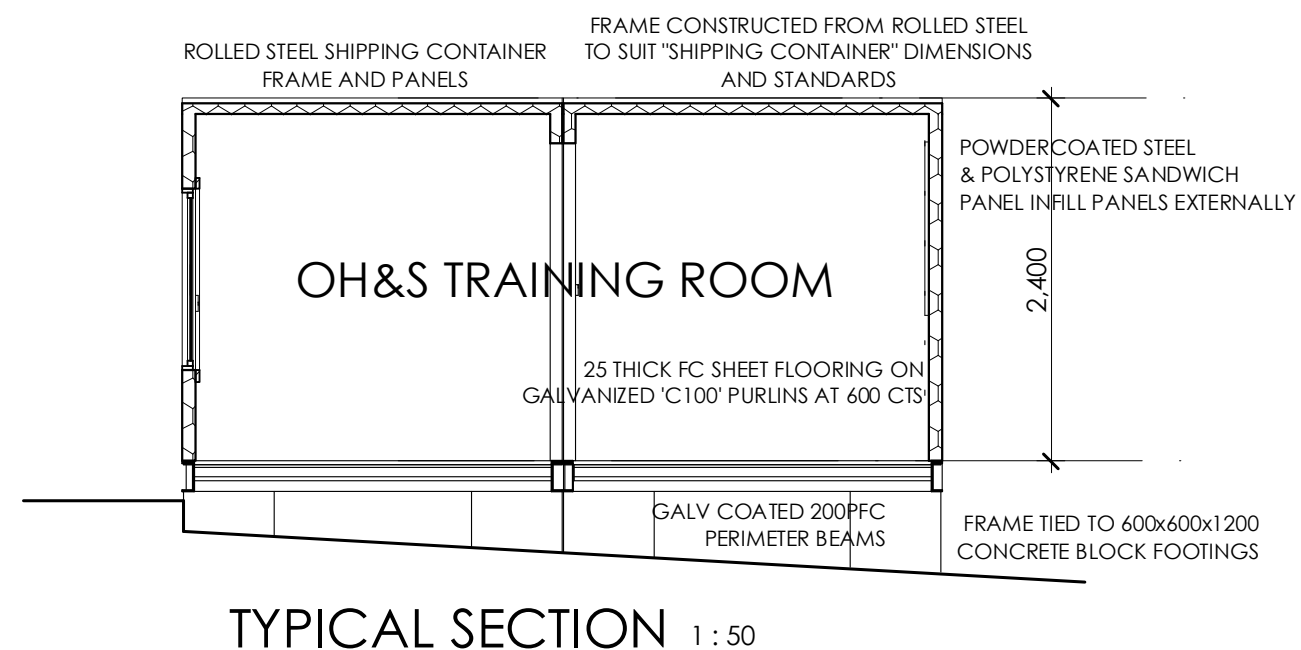 ROLLED STEEL SHIPPING CONTAINER
FRAME AND PANELS
FRAME CONSTRUCTED FROM ROLLED STEEL
TO SUIT "SHIPPING CONTAINER" DIMENSIONS
AND STANDARDS
POWDERCOATED STEEL
& POLYSTYRENE SANDWICH
PANEL INFILL PANELS EXTERNALLY
OH&S TRAINING ROOM
2,400
25 THICK FC SHEET FLOORING ON
GALVANIZED 'C100' PURLINS AT 600 CTS
GALV COATED 200PFC
PERIMETER BEAMS
FRAME TIED TO 600x600x1200
CONCRETE BLOCK FOOTINGS
TYPICAL SECTION 1 : 50